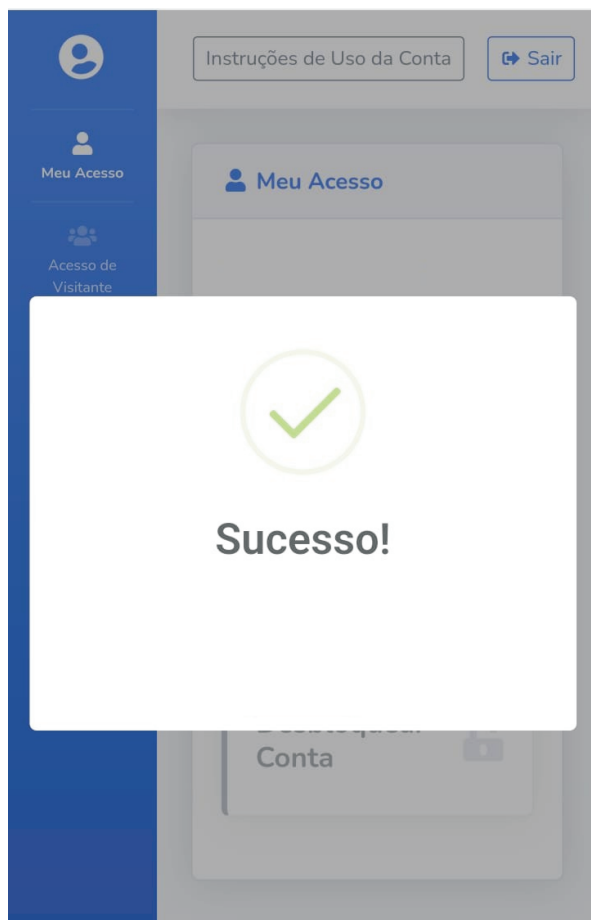 Instruções de Uso da Conta
Sair
Meu Acesso
Meu Acesso
Acesso de
Visitante
Sucesso!
Conta